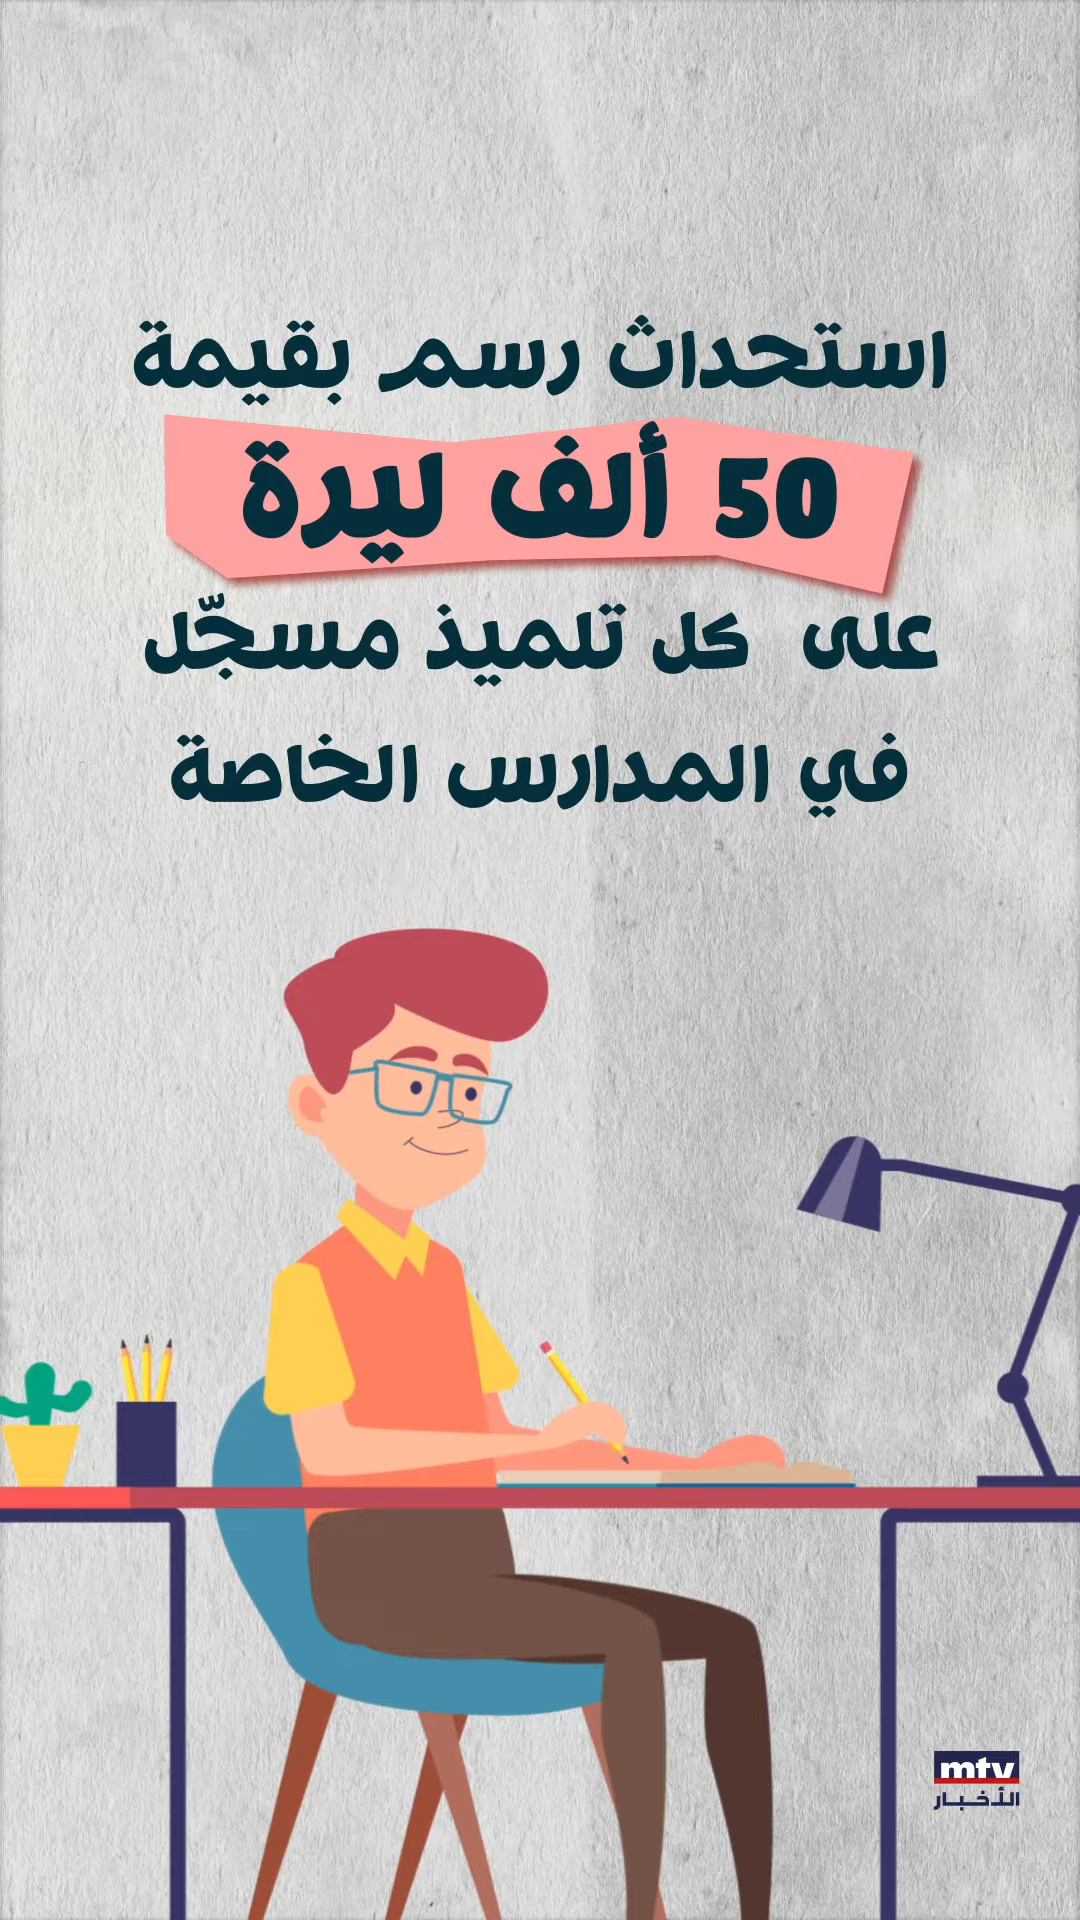 استحداث رسم بقيمة
50 ألف ليرة
على كل تلميذ مسجّل
في المدارس الخاصة
mtv
الأخبار